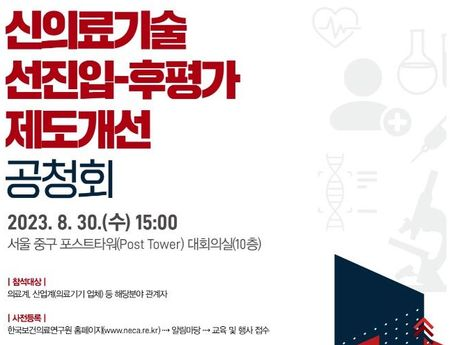 신의료기술
선진입-후평가
제도개선
공청회
2023. 8. 30.(수) 15:00
서울 중구 포스트타워(Post Tower) 대회의실(10층)
| 참석대상 |
의료계, 산업계(의료기기 업체) 등 해당분야 관계자
| 사전등록 |
한국보건의료연구원 홈페이지(www.neca.re.kr) ⇢ 알림마당 ⇢ 교육 및 행사 접수